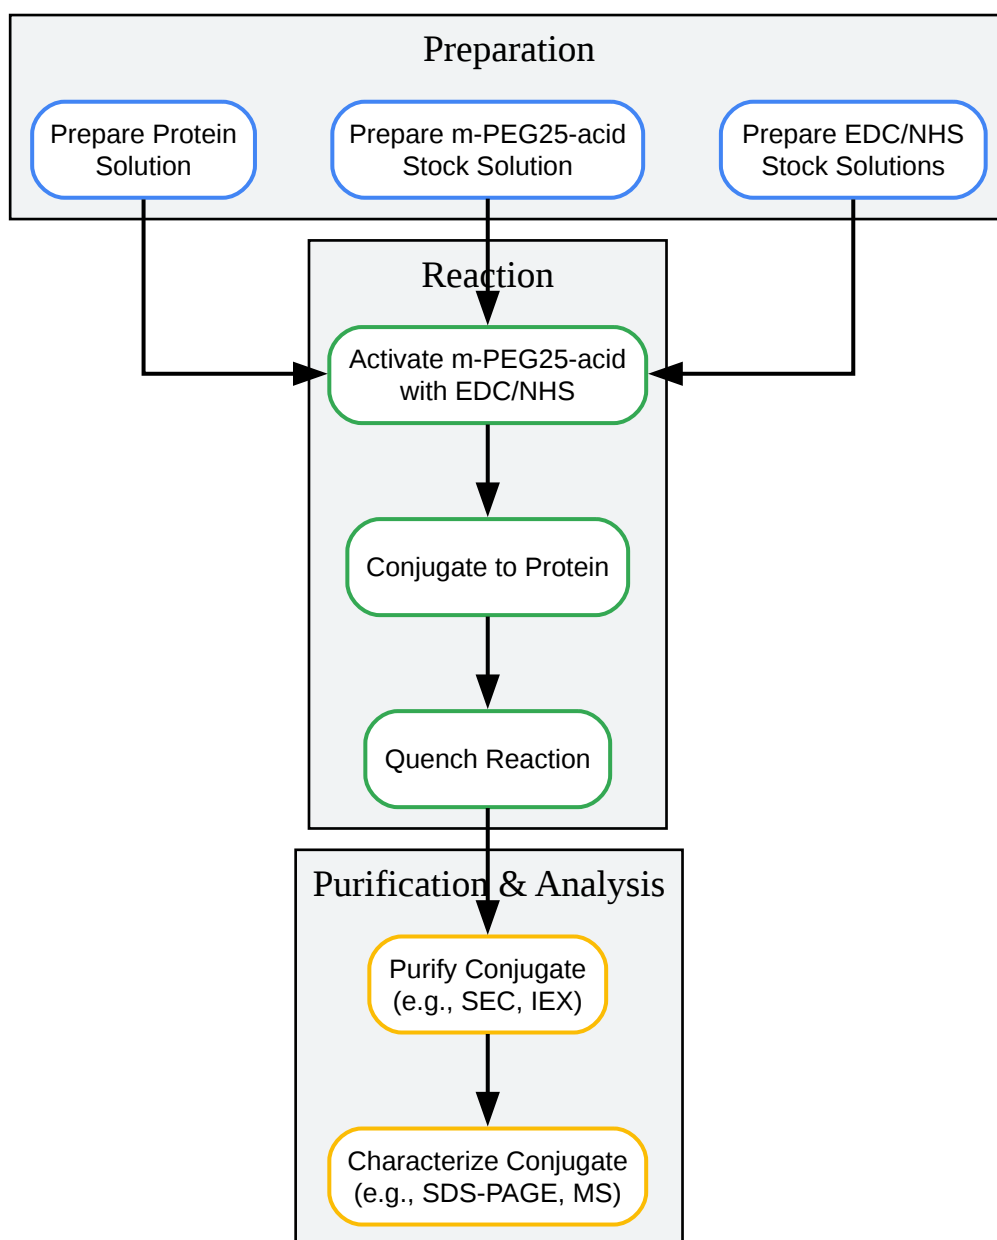 Preparation
Prepare Protein
Solution
Prepare m-PEG25-acid
Stock Solution
Prepare EDC/NHS
Stock Solutions
Reaction
Activate m-PEG25-acid
with EDC/NHS
Conjugate to Protein
Quench Reaction
Purification & Analysis
Purify Conjugate
(e.g., SEC, IEX)
Characterize Conjugate
(e.g., SDS-PAGE, MS)